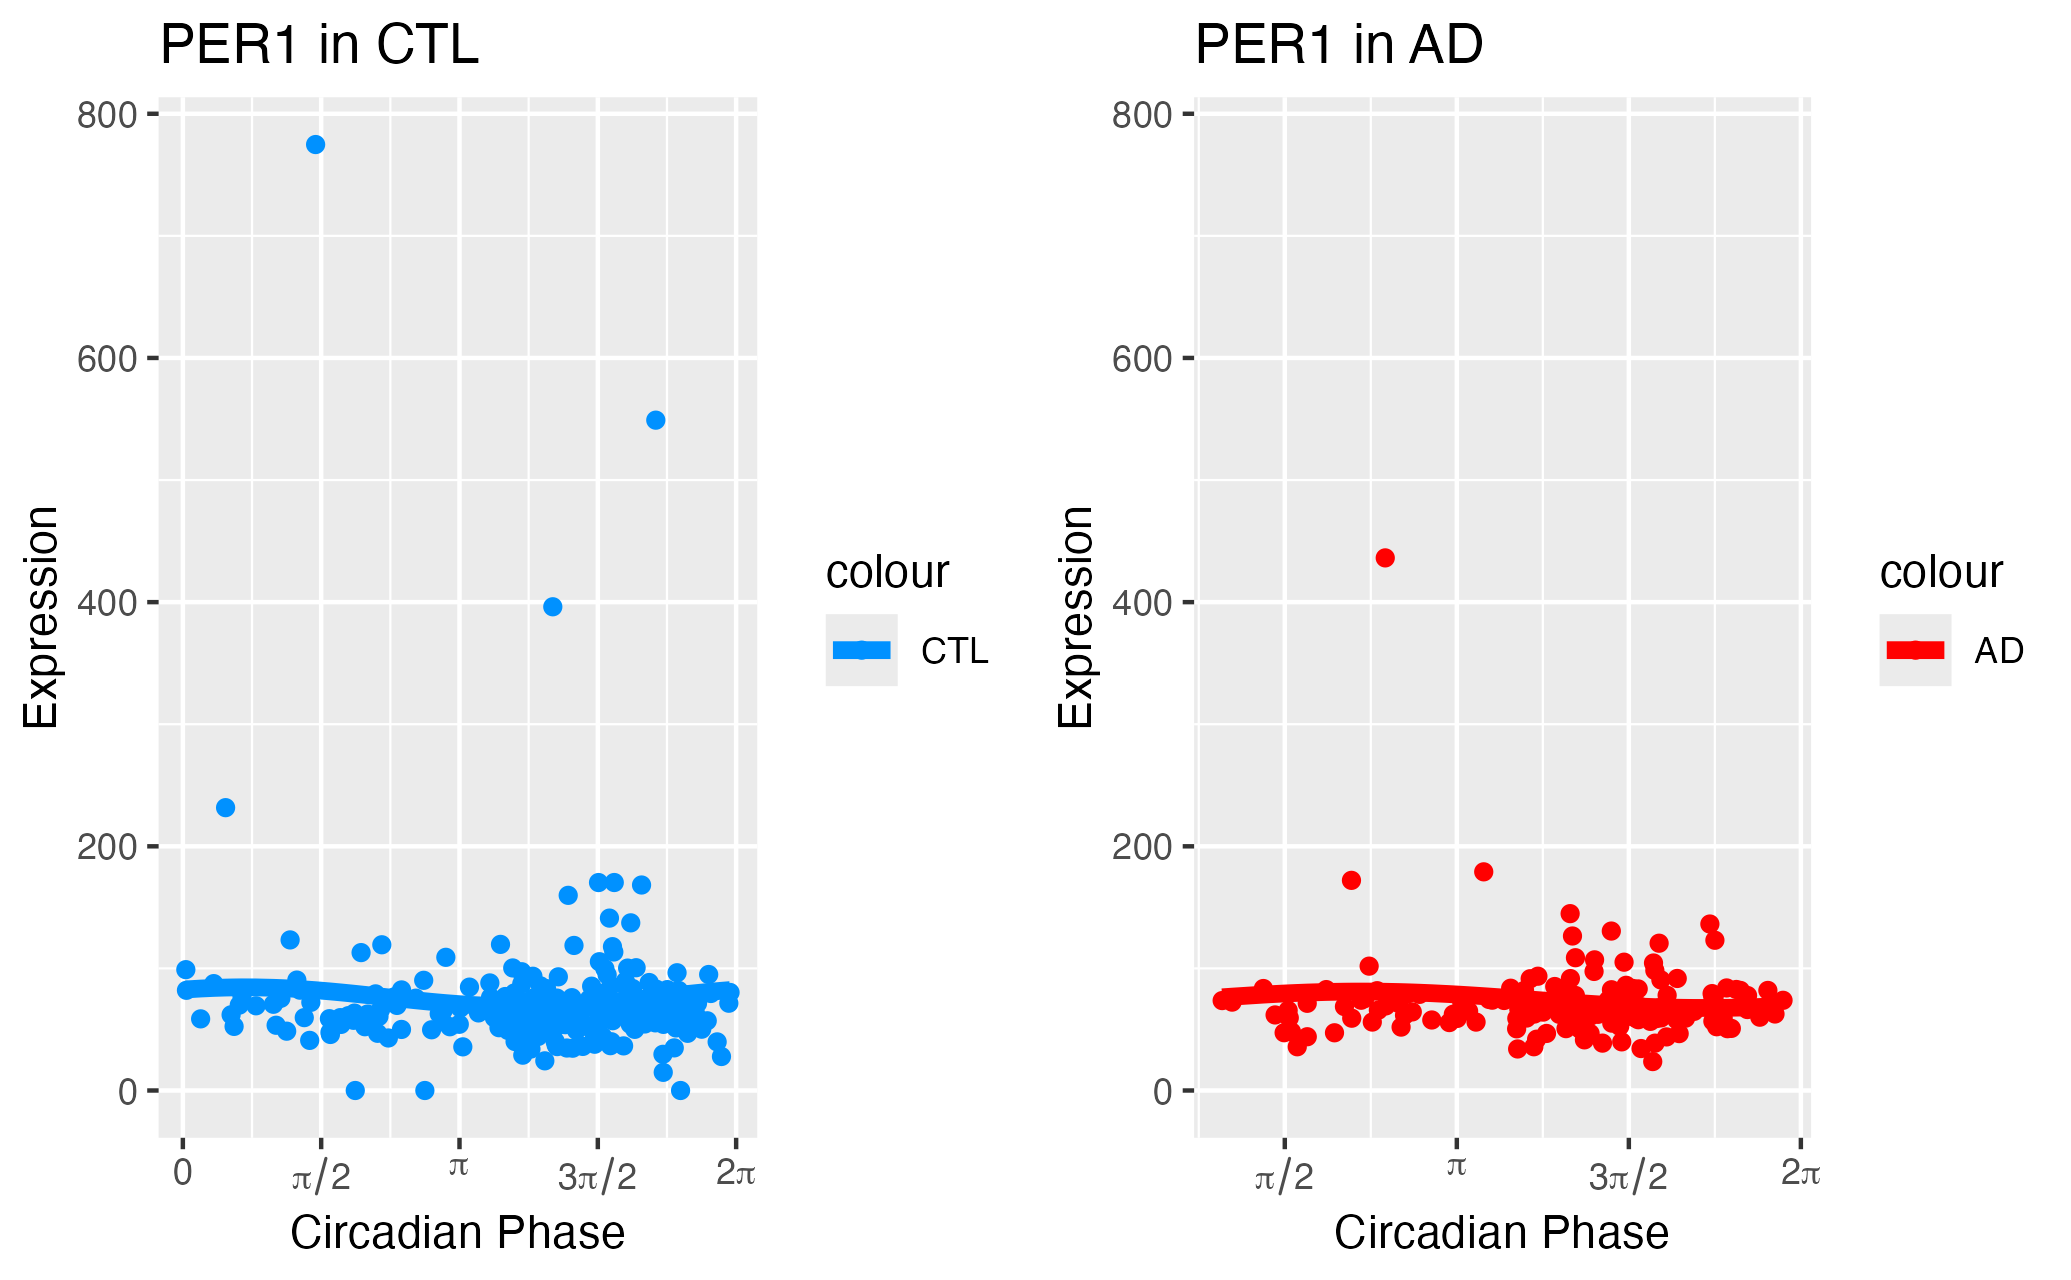 PER1 in CTL
800
600
400
200
0
Expression
0 π/2 π 3π/2 2π
Circadian Phase
colour
CTL
PER1 in AD
800
600
400
200
0
Expression
π/2 π 3π/2 2π
Circadian Phase
colour
AD